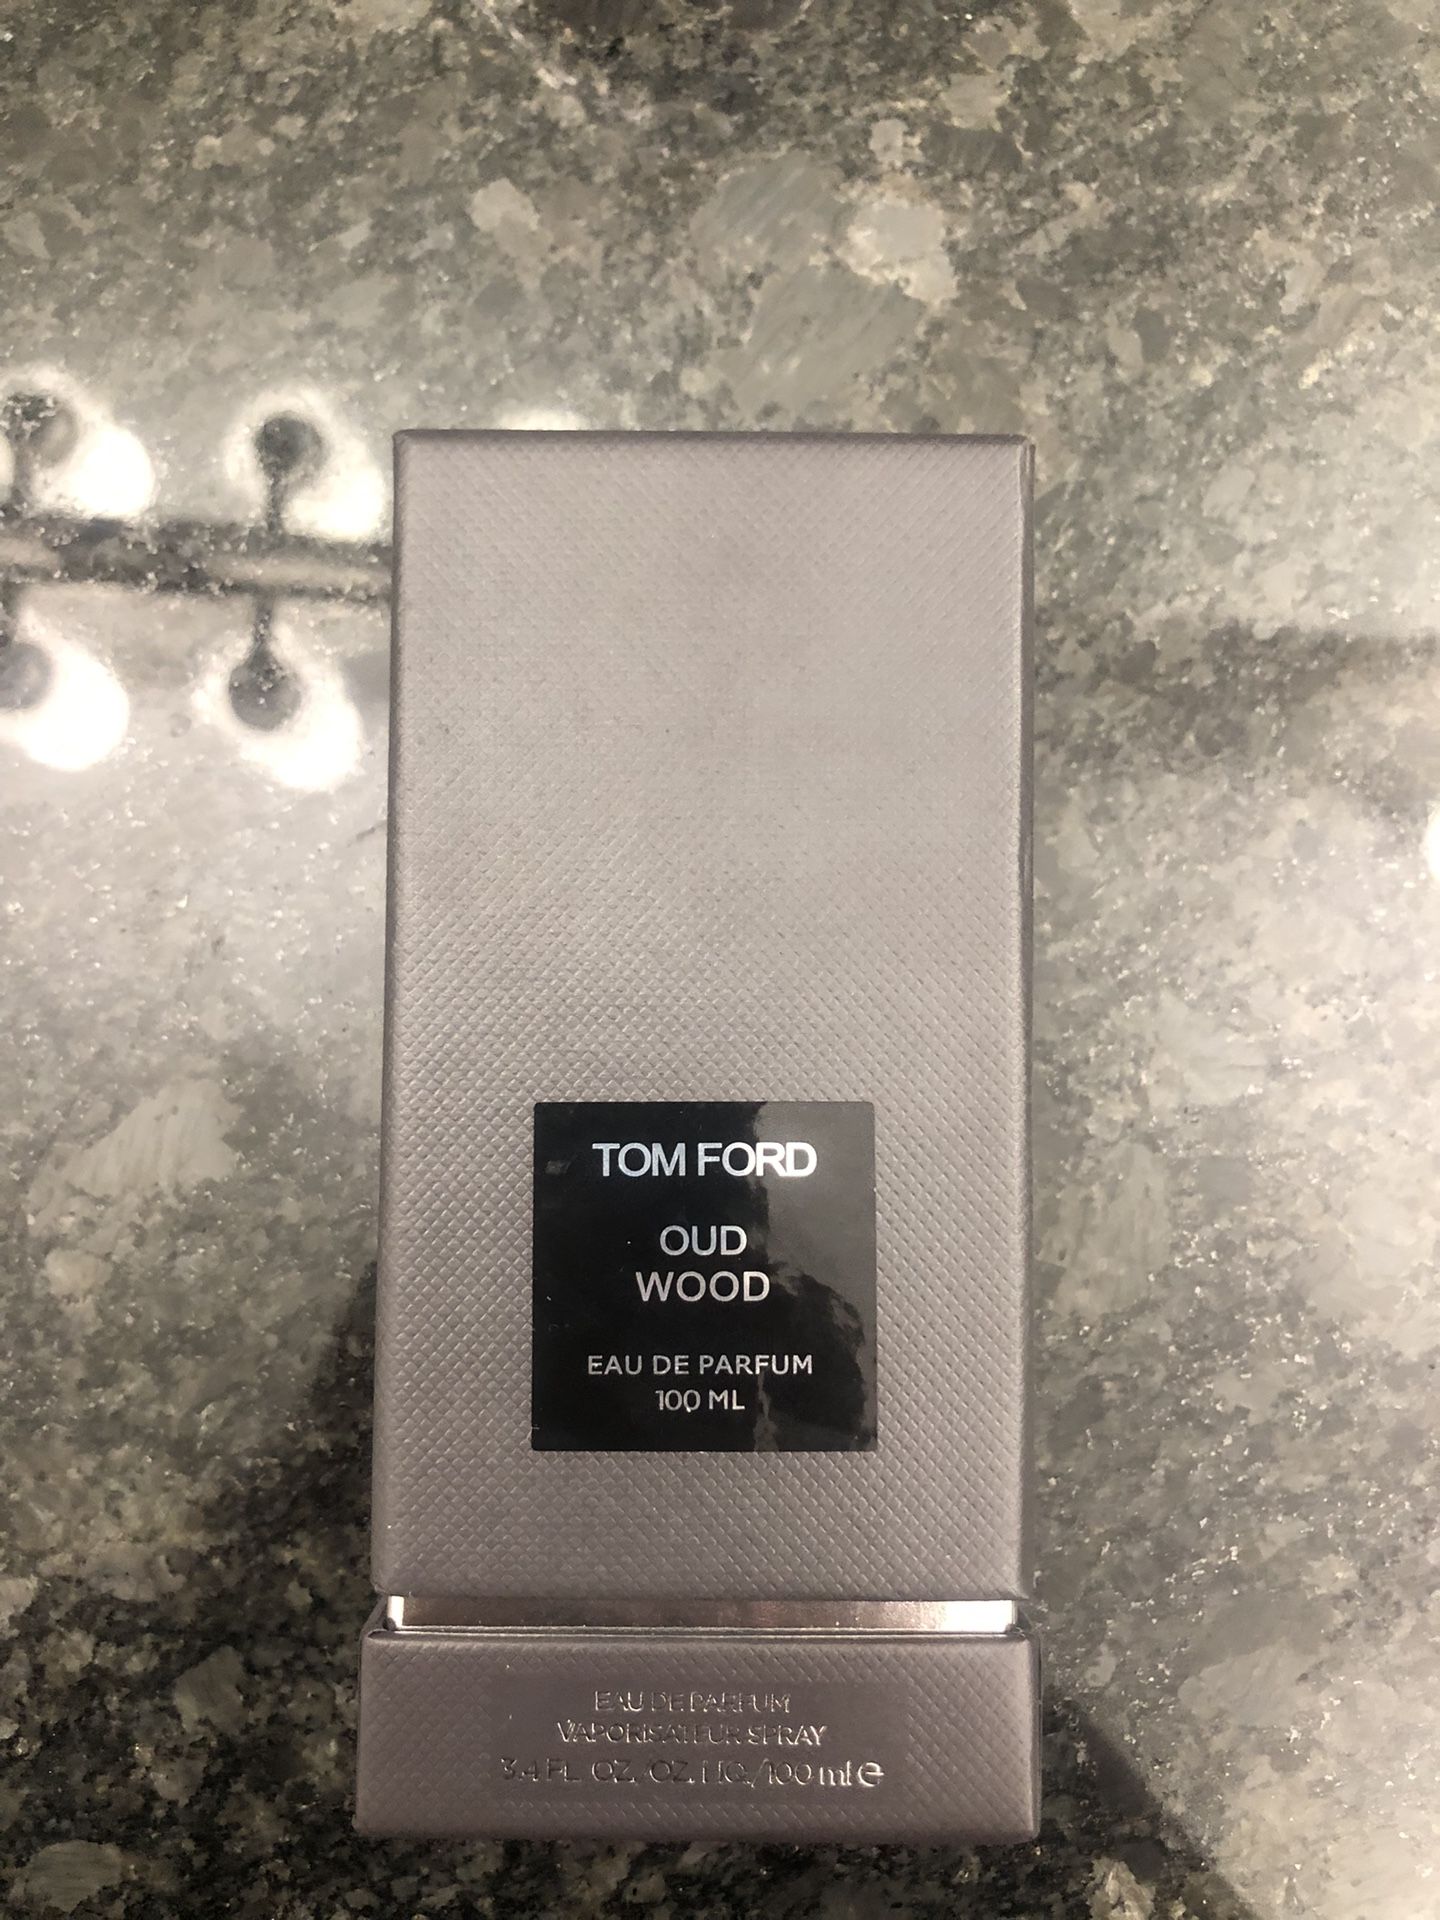 TOM FORD
OUD
WOOD
EAU DE PARFUM
100 ML
EAU DE PARFUM
VAPORISATEUR SPRAY
3.4 FL. OZ./OZ. LIQ./100 ml ℮